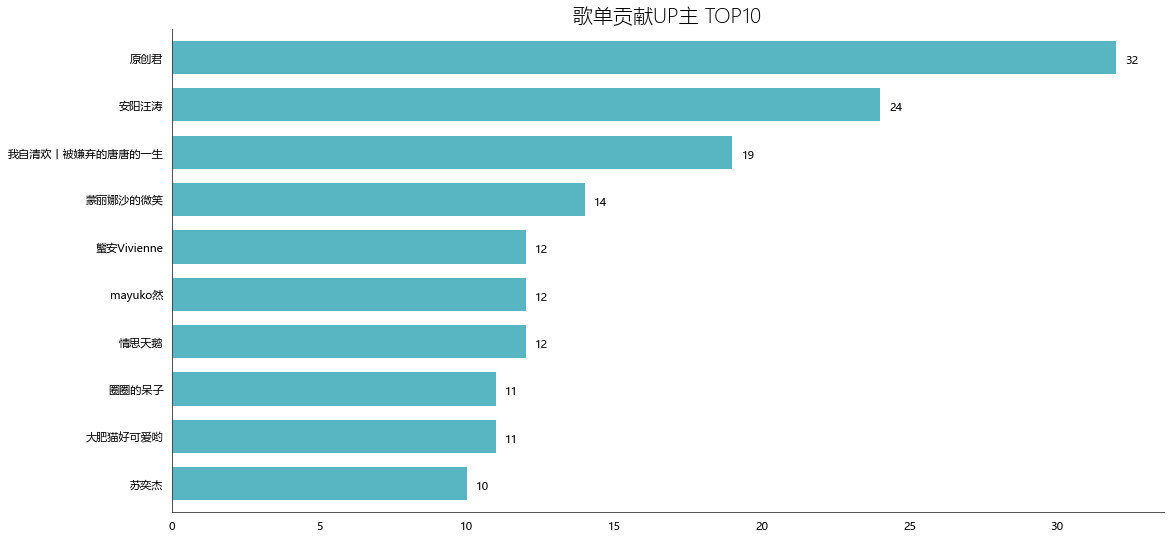 歌单贡献UP主 TOP10
原创君 32
安阳汪涛 24
我自清欢丨被嫌弃的唐唐的一生 19
蒙丽娜沙的微笑 14
蟹安Vivienne 12
mayuko然 12
情思天鹅 12
圈圈的呆子 11
大肥猫好可爱哟 11
苏奕杰 10
0 5 10 15 20 25 30